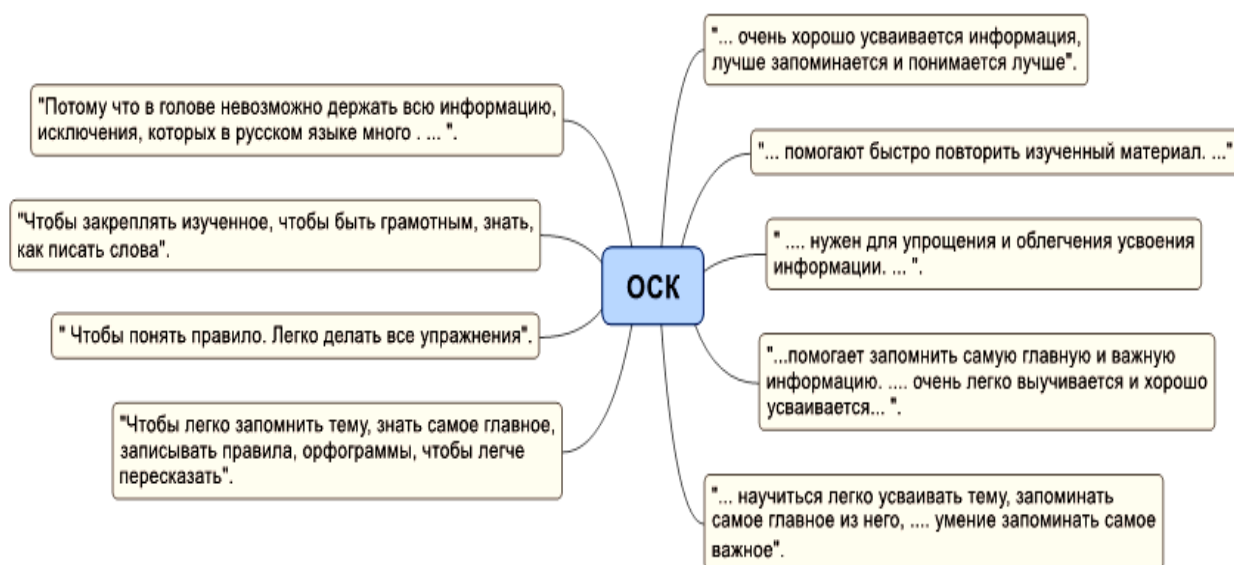 "Потому что в голове невозможно держать всю информацию,
исключения, которых в русском языке много . ... ".
"Чтобы закреплять изученное, чтобы быть грамотным, знать,
как писать слова".
" Чтобы понять правило. Легко делать все упражнения".
"Чтобы легко запомнить тему, знать самое главное,
записывать правила, орфограммы, чтобы легче
пересказать".
ОСК
"... очень хорошо усваивается информация,
лучше запоминается и понимается лучше".
"... помогают быстро повторить изученный материал. ..."
" .... нужен для упрощения и облегчения усвоения
информации. ... ".
"...помогает запомнить самую главную и важную
информацию. .... очень легко выучивается и хорошо
усваивается... ".
"... научиться легко усваивать тему, запоминать
самое главное из него, .... умение запоминать самое
важное".